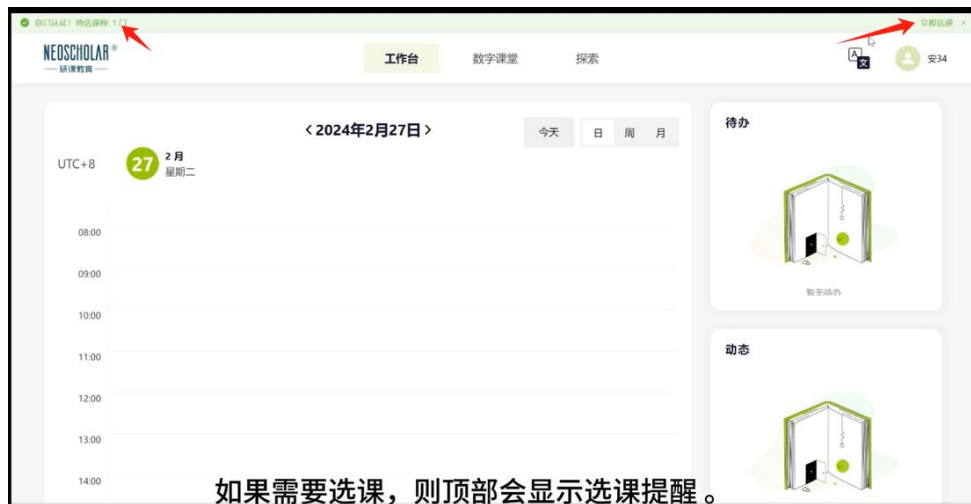 你已认证！待选课程: 1 门
立即选课 ×
NEOSCHOLAR®
研课教育
工作台
数字课堂
探索
A文
安34
<2024年2月27日>
今天
日 周 月
UTC+8
27
2月
星期二
08:00
09:00
10:00
11:00
12:00
13:00
14:00
待办
暂无待办
动态
如果需要选课，则顶部会显示选课提醒。